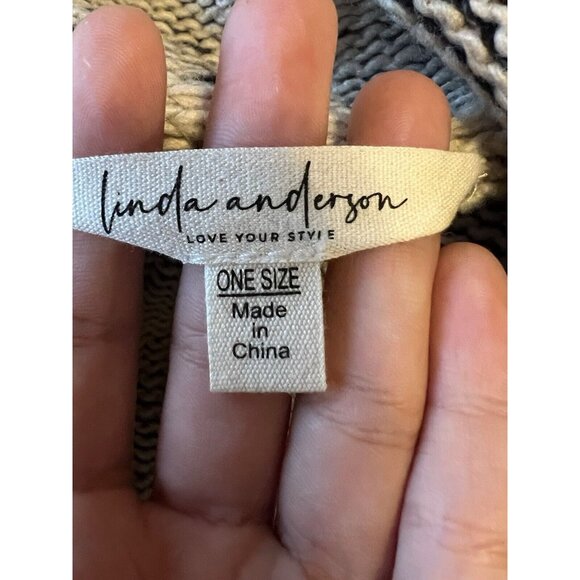 linda anderson
LOVE YOUR STYLE
ONE SIZE
Made
in
China